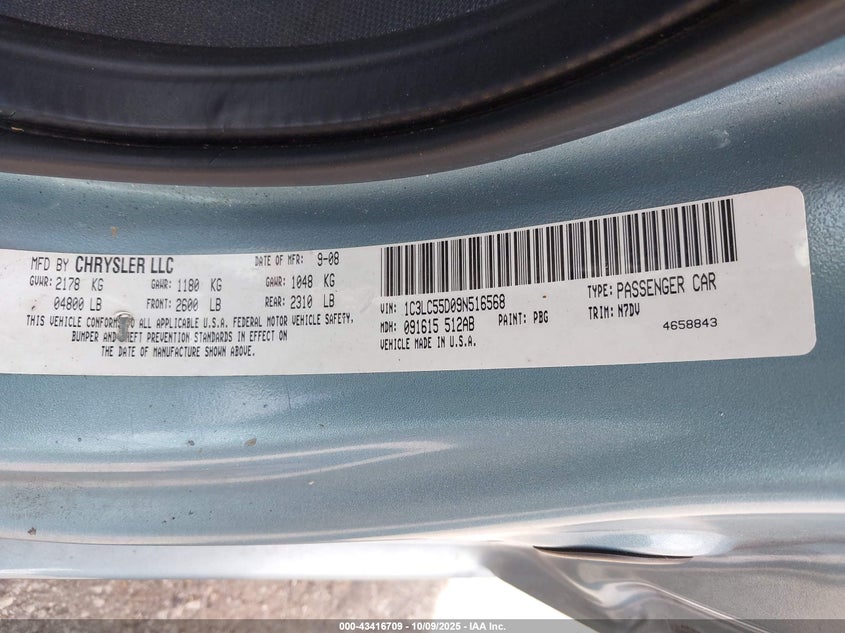 MFD BY CHRYSLER LLC DATE OF MFR: 9-08
GVWR: 2178 KG GAWR: 1180 KG GAWR: 1048 KG
04800 LB FRONT: 2600 LB REAR: 2310 LB
THIS VEHICLE CONFORMS TO ALL APPLICABLE U.S.A. FEDERAL MOTOR VEHICLE SAFETY,
BUMPER AND THEFT PREVENTION STANDARDS IN EFFECT ON
THE DATE OF MANUFACTURE SHOWN ABOVE.
VIN: 1C3LC55D09N516568 TYPE: PASSENGER CAR
MDH: 091615 512AB PAINT: PBG TRIM: N7DV
VEHICLE MADE IN U.S.A. 4658843
000-43416709 - 10/09/2025 - IAA Inc.